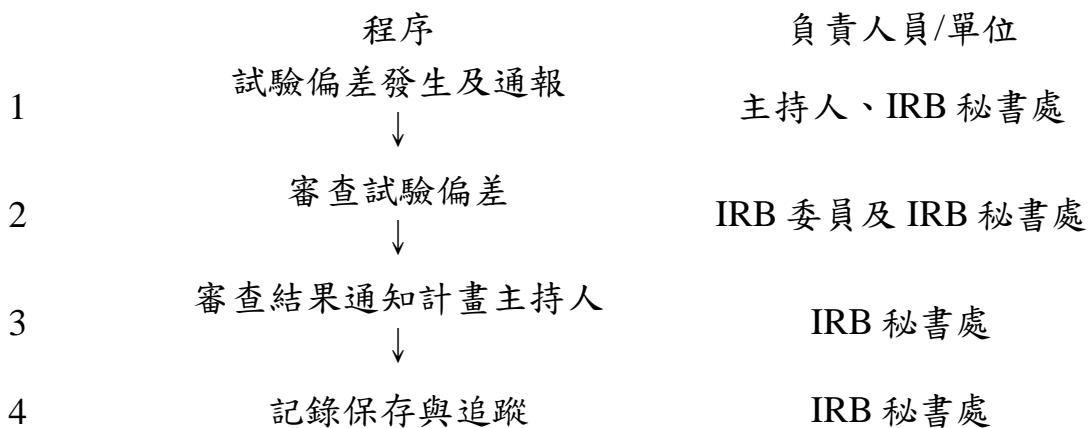 程序 負責人員/單位
1 試驗偏差發生及通報 主持人、IRB 秘書處
↓
2 審查試驗偏差 IRB 委員及 IRB 秘書處
↓
3 審查結果通知計畫主持人 IRB 秘書處
↓
4 記錄保存與追蹤 IRB 秘書處